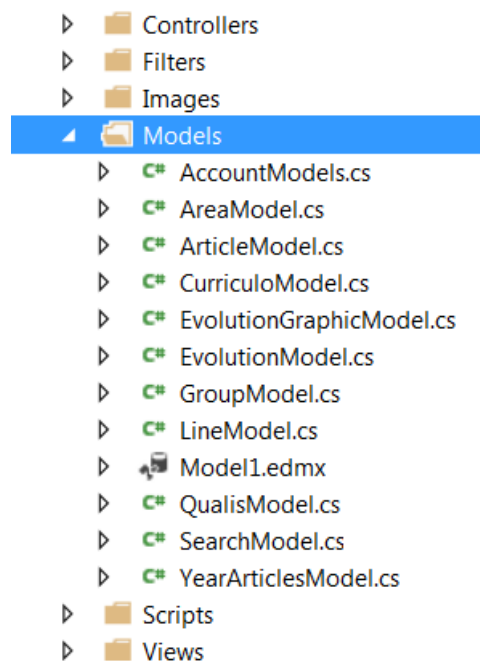 Controllers
Filters
Images
Models
C# AccountModels.cs
C# AreaModel.cs
C# ArticleModel.cs
C# CurriculoModel.cs
C# EvolutionGraphicModel.cs
C# EvolutionModel.cs
C# GroupModel.cs
C# LineModel.cs
Model1.edmx
C# QualisModel.cs
C# SearchModel.cs
C# YearArticlesModel.cs
Scripts
Views